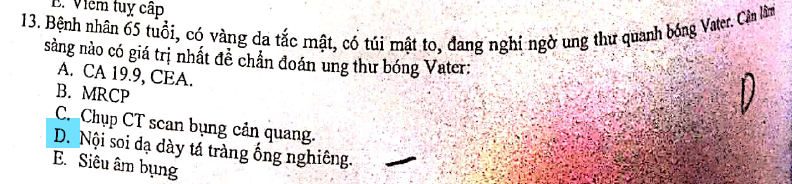 E. Viêm tuỵ cấp
13. Bệnh nhân 65 tuổi, có vàng da tắc mật, có túi mật to, đang nghi ngờ ung thư quanh bóng Vater. Cận lâm
sàng nào có giá trị nhất để chẩn đoán ung thư bóng Vater:
A. CA 19.9, CEA.
B. MRCP
C. Chụp CT scan bụng cản quang.
D. Nội soi dạ dày tá tràng ống nghiêng.
E. Siêu âm bụng
D